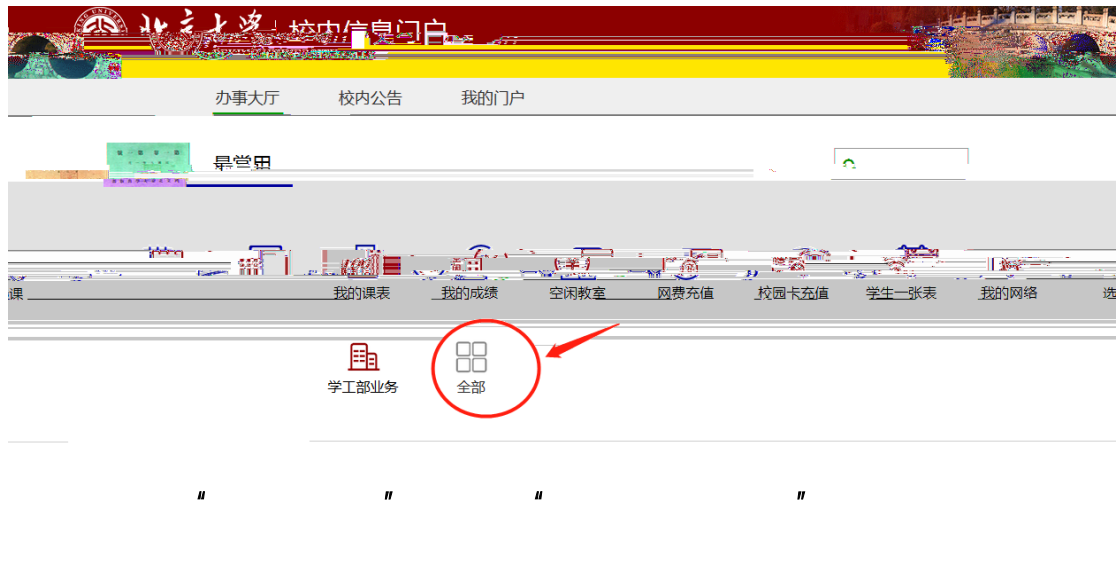 北京大学 校内信息门户
办事大厅 校内公告 我的门户
最常用
课 我的课表 我的成绩 空闲教室 网费充值 校园卡充值 学生一张表 我的网络 选
学工部业务 全部
“ ” “ ”